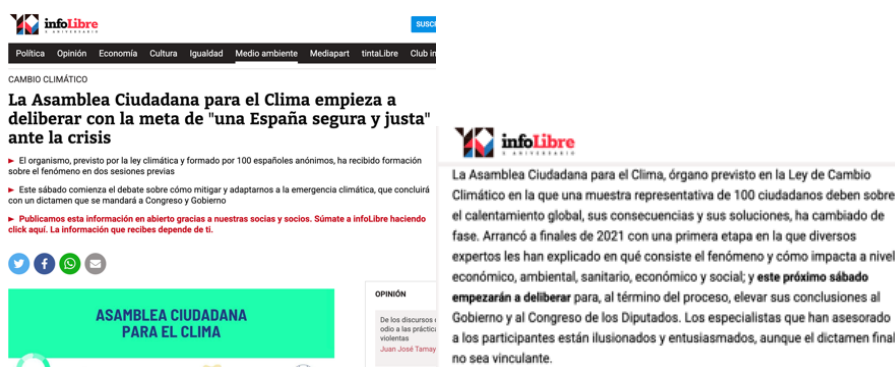 infoLibre
X ANIVERSARIO
Política Opinión Economía Cultura Igualdad Medio ambiente Mediapart tintaLibre Club
CAMBIO CLIMÁTICO
La Asamblea Ciudadana para el Clima empieza a
deliberar con la meta de "una España segura y justa"
ante la crisis
► El organismo, previsto por la ley climática y formado por 100 españoles anónimos, ha recibido formación
sobre el fenómeno en dos sesiones previas
► Este sábado comienza el debate sobre cómo mitigar y adaptarnos a la emergencia climática, que concluirá
con un dictamen que se mandará a Congreso y Gobierno
► Publicamos esta información en abierto gracias a nuestras socias y socios. Súmate a infoLibre haciendo
click aquí. La información que recibes depende de ti.
ASAMBLEA CIUDADANA
PARA EL CLIMA
OPINIÓN
De los discursos
odio a las
violentas
Juan José
infoLibre
X ANIVERSARIO
La Asamblea Ciudadana para el Clima, órgano previsto en la Ley de Cambio
Climático en la que una muestra representativa de 100 ciudadanos deben sobre
el calentamiento global, sus consecuencias y sus soluciones, ha cambiado de
fase. Arrancó a finales de 2021 con una primera etapa en la que diversos
expertos les han explicado en qué consiste el fenómeno y cómo impacta a nivel
económico, ambiental, sanitario, económico y social; y este próximo sábado
empezarán a deliberar para, al término del proceso, elevar sus conclusiones al
Gobierno y al Congreso de los Diputados. Los especialistas que han asesorado
a los participantes están ilusionados y entusiasmados, aunque el dictamen final
no sea vinculante.